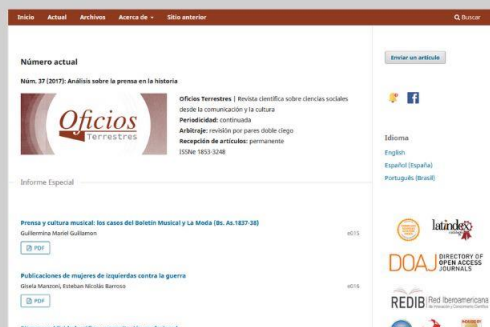 Inicio Actual Archivos Acerca de Sitio anterior Buscar
Número actual
Núm. 37 (2017): Análisis sobre la prensa en la historia
Oficios
Terrestres
Oficios Terrestres | Revista científica sobre ciencias sociales
desde la comunicación y la cultura
Periodicidad: continuada
Arbitraje: revisión por pares doble ciego
Recepción de artículos: permanente
ISSNe 1853-3248
Informe Especial
Prensa y cultura musical: los casos del Boletín Musical y La Moda (Bs. As.1837-38)
Guillermina Mariel Guillamon e015
PDF
Publicaciones de mujeres de izquierdas contra la guerra
Gisela Manzoni, Esteban Nicolás Barroso e016
PDF
Enviar un artículo
Idioma
English
Español (España)
Português (Brasil)
latindex
DOAJ DIRECTORY OF
OPEN ACCESS
JOURNALS
REDIB Red Iberoamericana